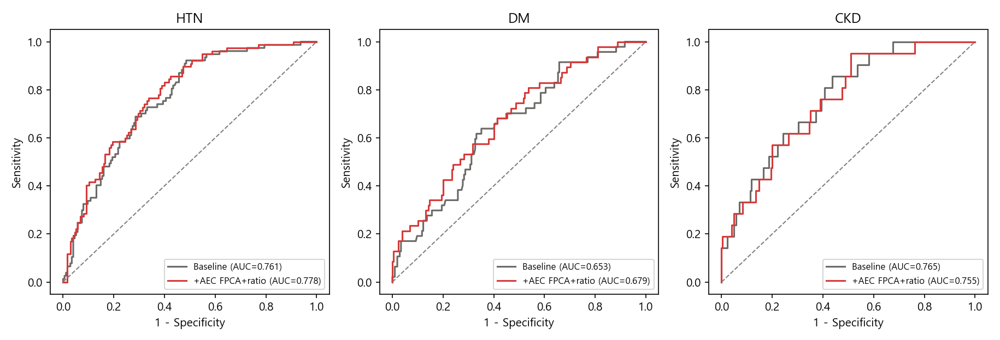 HTN
1.0
0.8
0.6
0.4
0.2
0.0
Sensitivity
0.0 0.2 0.4 0.6 0.8 1.0
1 - Specificity
Baseline (AUC=0.761)
+AEC FPCA+ratio (AUC=0.778)
DM
1.0
0.8
0.6
0.4
0.2
0.0
Sensitivity
0.0 0.2 0.4 0.6 0.8 1.0
1 - Specificity
Baseline (AUC=0.653)
+AEC FPCA+ratio (AUC=0.679)
CKD
1.0
0.8
0.6
0.4
0.2
0.0
Sensitivity
0.0 0.2 0.4 0.6 0.8 1.0
1 - Specificity
Baseline (AUC=0.765)
+AEC FPCA+ratio (AUC=0.755)